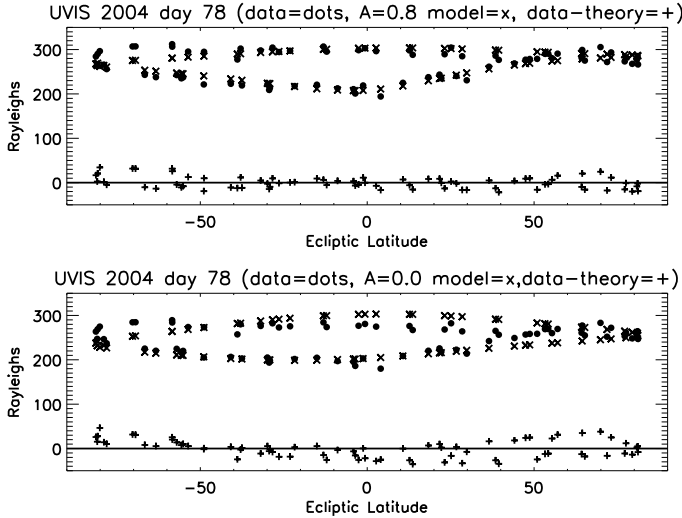 UVIS 2004 day 78 (data=dots, A=0.8 model=x, data-theory=+)
300
200
100
0
Rayleighs
-50
0
50
Ecliptic Latitude
UVIS 2004 day 78 (data=dots, A=0.0 model=x,data-theory=+)
300
200
100
0
Rayleighs
-50
0
50
Ecliptic Latitude